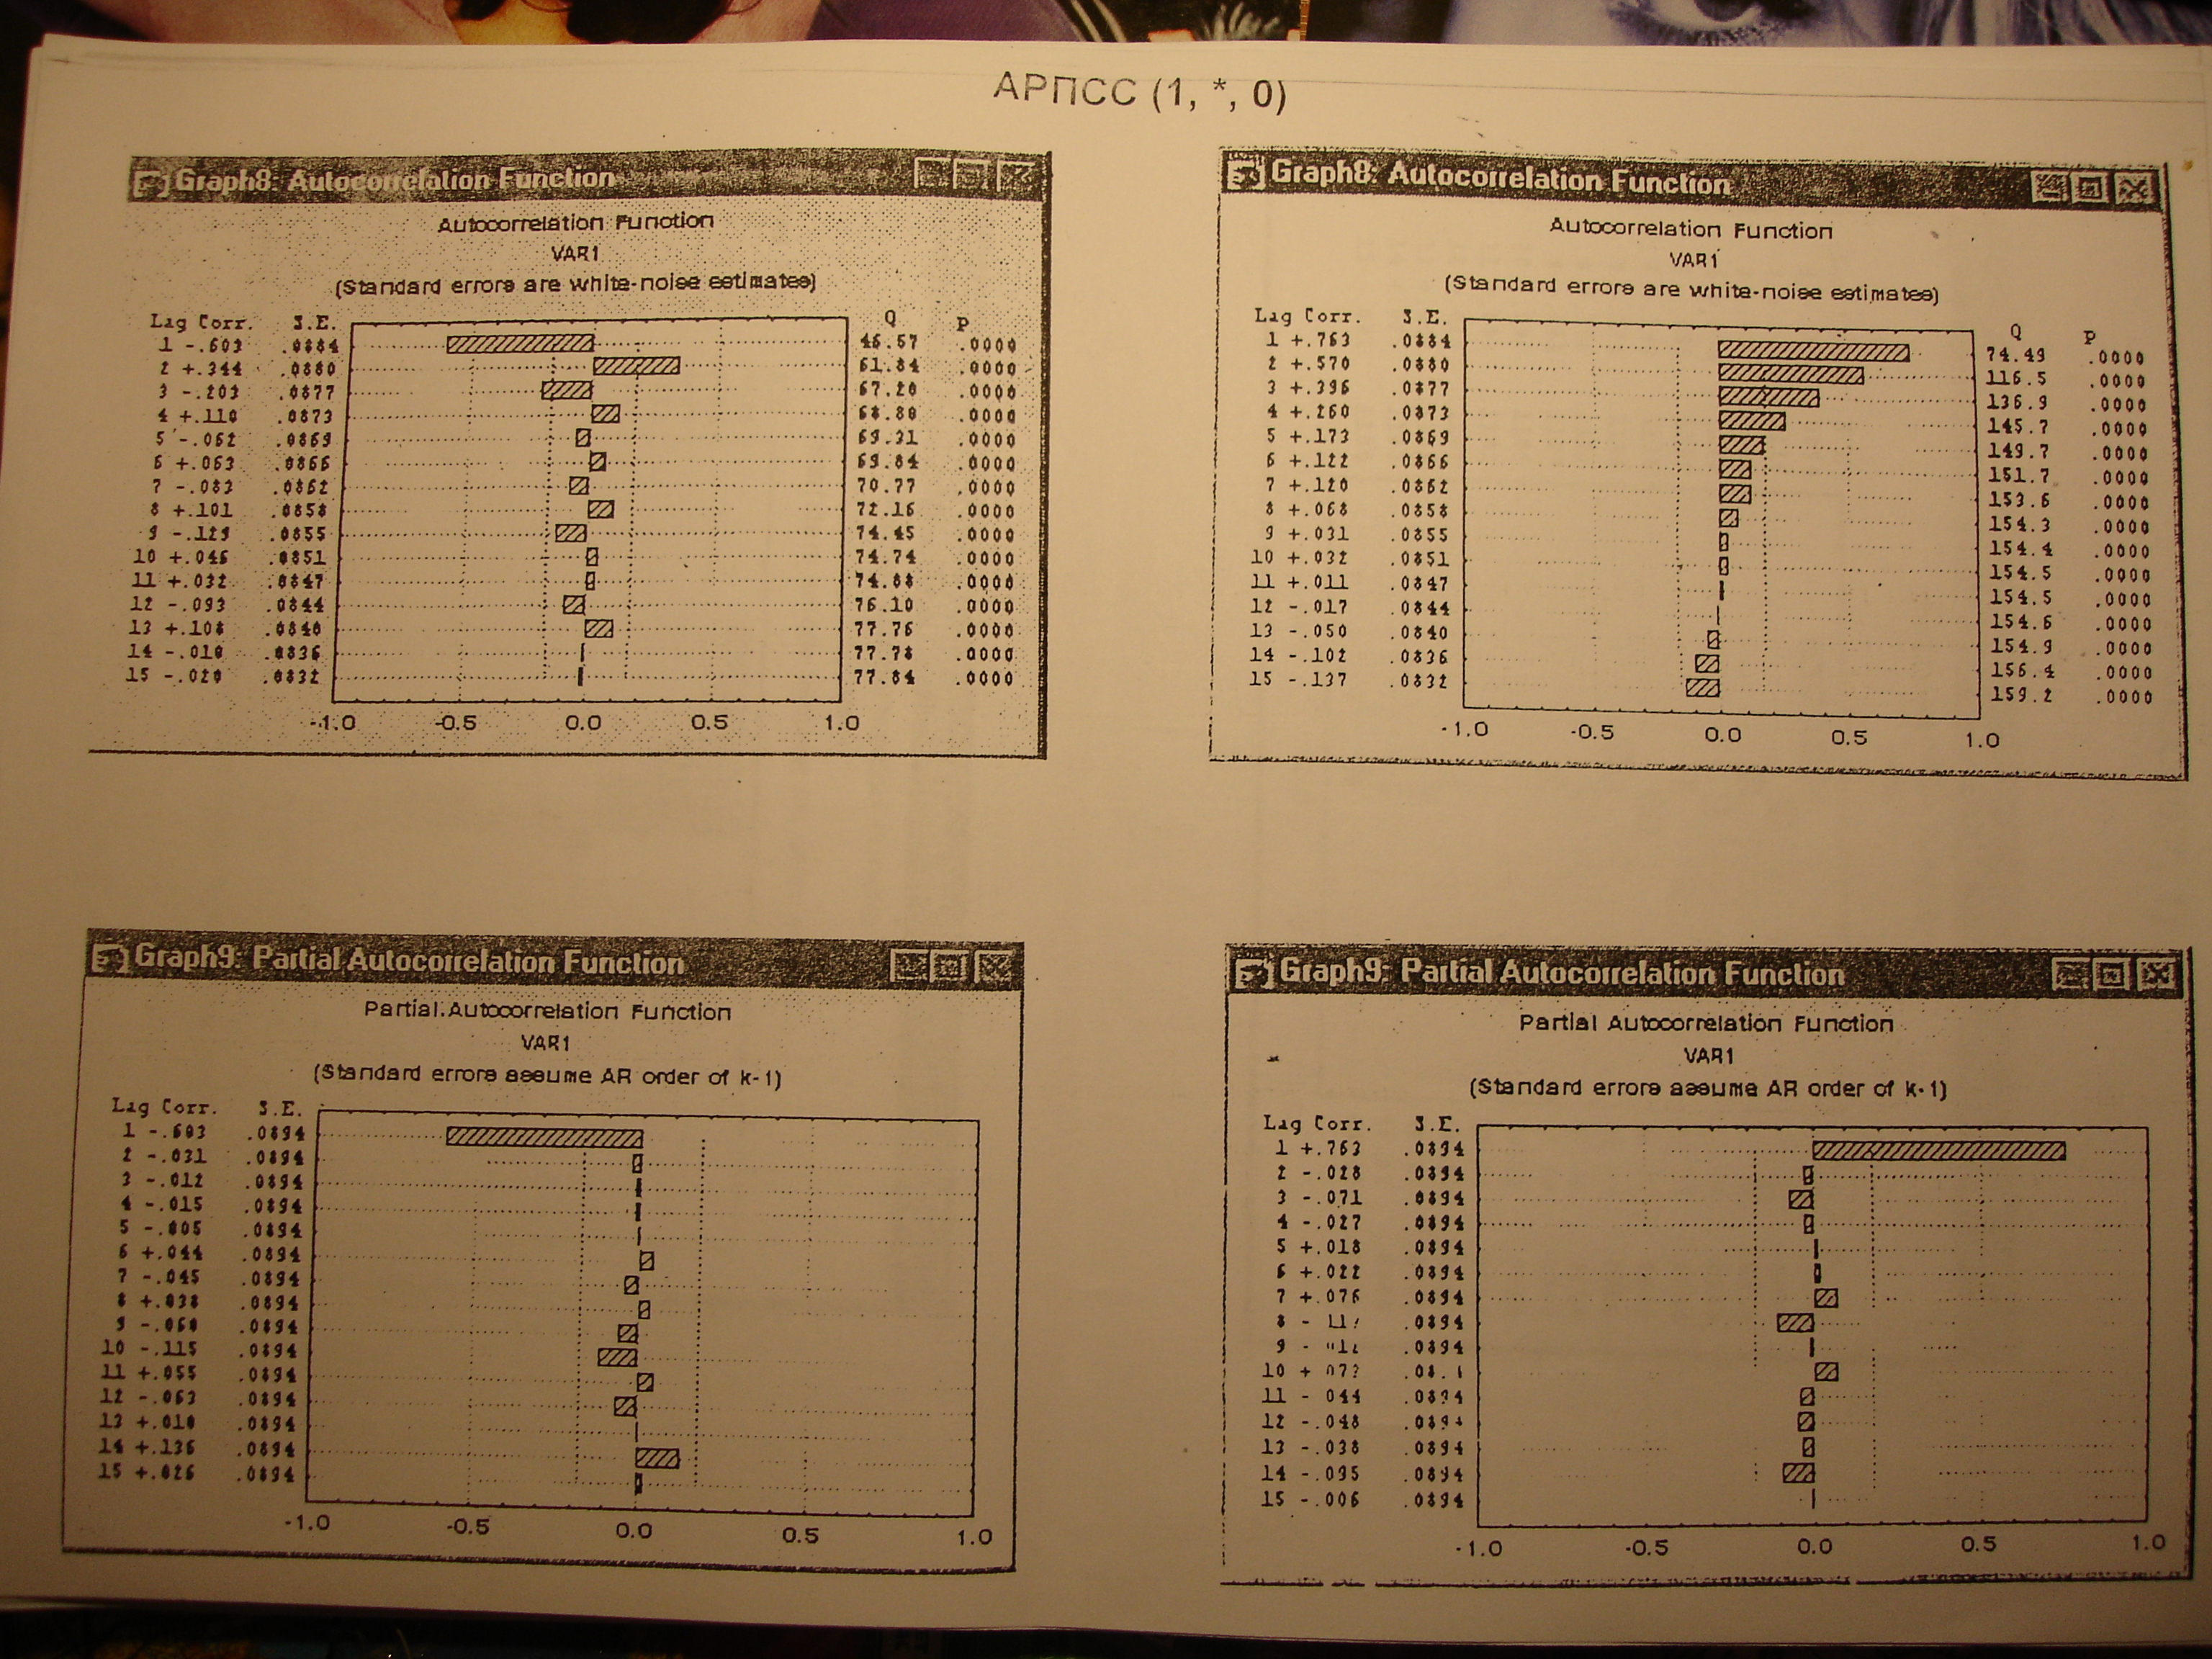 АРПСС (1, *, 0)
Graph8: Autocorrelation Function
Autocorrelation Function
VAR1
(Standard errors are white-noise estimates)
Lag Corr. S.E. Q P
1 -.603 .0884 46.57 .0000
2 +.344 .0880 61.84 .0000
3 -.203 .0877 67.20 .0000
4 +.110 .0873 68.80 .0000
5 -.062 .0869 69.31 .0000
6 +.063 .0866 69.84 .0000
7 -.083 .0862 70.77 .0000
8 +.101 .0858 72.16 .0000
9 -.129 .0855 74.45 .0000
10 +.046 .0851 74.74 .0000
11 +.032 .0847 74.88 .0000
12 -.093 .0844 76.10 .0000
13 +.108 .0840 77.76 .0000
14 -.010 .0836 77.78 .0000
15 -.020 .0832 77.84 .0000
-1.0 -0.5 0.0 0.5 1.0
Graph8: Autocorrelation Function
Autocorrelation Function
VAR1
(Standard errors are white-noise estimates)
Lag Corr. S.E. Q P
1 +.763 .0884 74.49 .0000
2 +.570 .0880 116.5 .0000
3 +.396 .0877 136.9 .0000
4 +.260 .0873 145.7 .0000
5 +.173 .0869 149.7 .0000
6 +.122 .0866 151.7 .0000
7 +.120 .0862 153.6 .0000
8 +.068 .0858 154.3 .0000
9 +.031 .0855 154.4 .0000
10 +.032 .0851 154.5 .0000
11 +.011 .0847 154.5 .0000
12 -.017 .0844 154.6 .0000
13 -.050 .0840 154.9 .0000
14 -.102 .0836 156.4 .0000
15 -.137 .0832 159.2 .0000
-1.0 -0.5 0.0 0.5 1.0
Graph9: Partial Autocorrelation Function
Partial Autocorrelation Function
VAR1
(Standard errors assume AR order of k-1)
Lag Corr. S.E.
1 -.603 .0894
2 -.031 .0894
3 -.012 .0894
4 -.015 .0894
5 -.005 .0894
6 +.044 .0894
7 -.045 .0894
8 +.038 .0894
9 -.060 .0894
10 -.115 .0894
11 +.055 .0894
12 -.063 .0894
13 +.010 .0894
14 +.136 .0894
15 +.026 .0894
-1.0 -0.5 0.0 0.5 1.0
Graph9: Partial Autocorrelation Function
Partial Autocorrelation Function
VAR1
(Standard errors assume AR order of k-1)
Lag Corr. S.E.
1 +.763 .0894
2 -.028 .0894
3 -.071 .0894
4 -.027 .0894
5 +.018 .0894
6 +.022 .0894
7 +.076 .0894
8 .0894
9 .0894
10
11 -.044 .0894
12 -.048 .0894
13 -.038 .0894
14 -.095 .0894
15 -.006 .0894
-1.0 -0.5 0.0 0.5 1.0